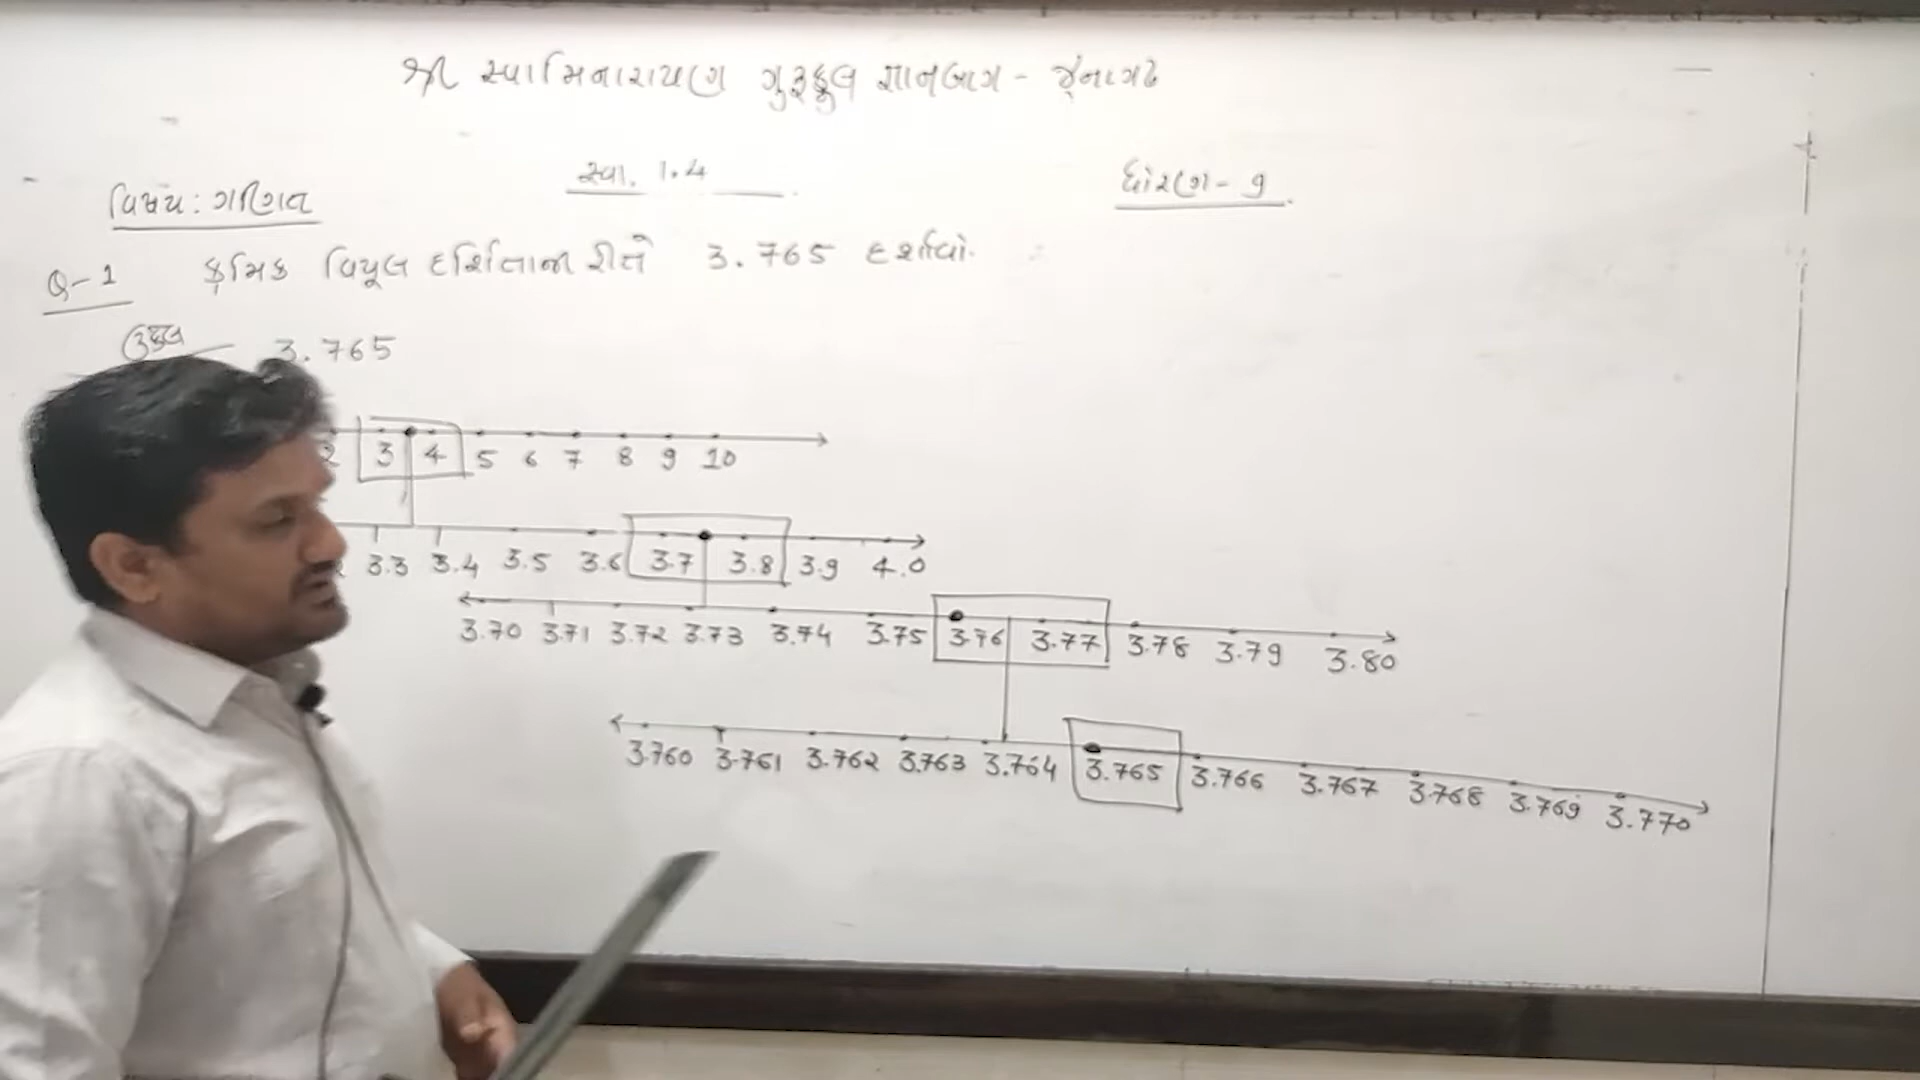 શ્રી સ્વામિનારાયણ ગુરુકુલ જ્ઞાનબાગ - જૂનાગઢ
વિષય : ગણિત
સ્વા. 1.4
ધોરણ - 9
Q-1 ક્રમિક વિપૂલ દર્શિતાની રીતે 3.765 દર્શાવો.
ઉકેલ 3.765
2 3 4 5 6 7 8 9 10
3.3 3.4 3.5 3.6 3.7 3.8 3.9 4.0
3.70 3.71 3.72 3.73 3.74 3.75 3.76 3.77 3.78 3.79 3.80
3.760 3.761 3.762 3.763 3.764 3.765 3.766 3.767 3.768 3.769 3.770